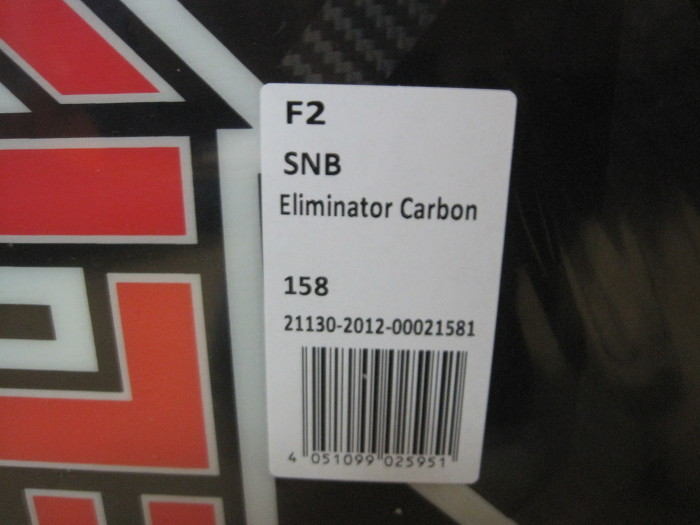 F2
SNB
Eliminator Carbon
158
21130-2012-00021581
4 051099 025951